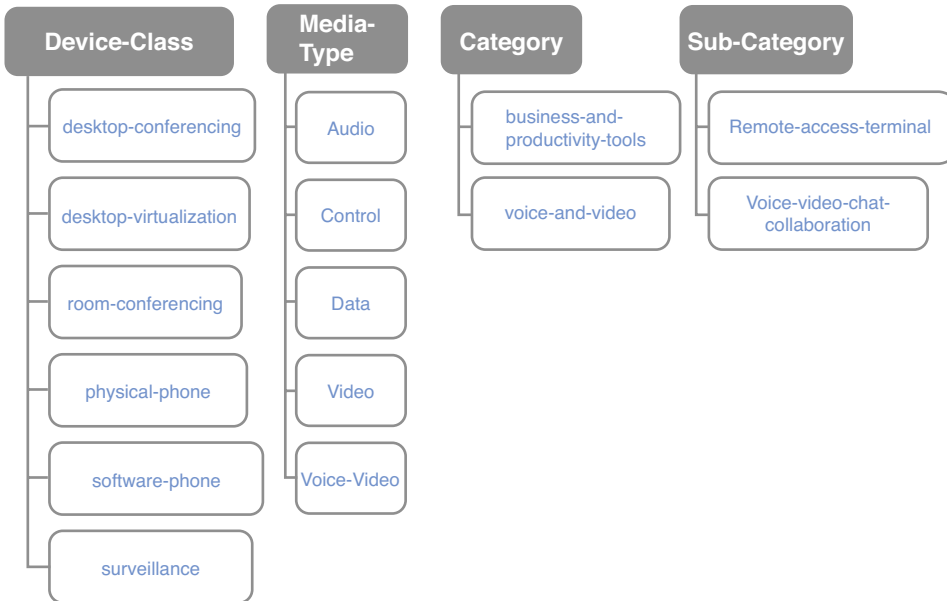 Device-Class
desktop-conferencing
desktop-virtualization
room-conferencing
physical-phone
software-phone
surveillance
Media-
Type
Audio
Control
Data
Video
Voice-Video
Category
business-and-
productivity-tools
voice-and-video
Sub-Category
Remote-access-terminal
Voice-video-chat-
collaboration